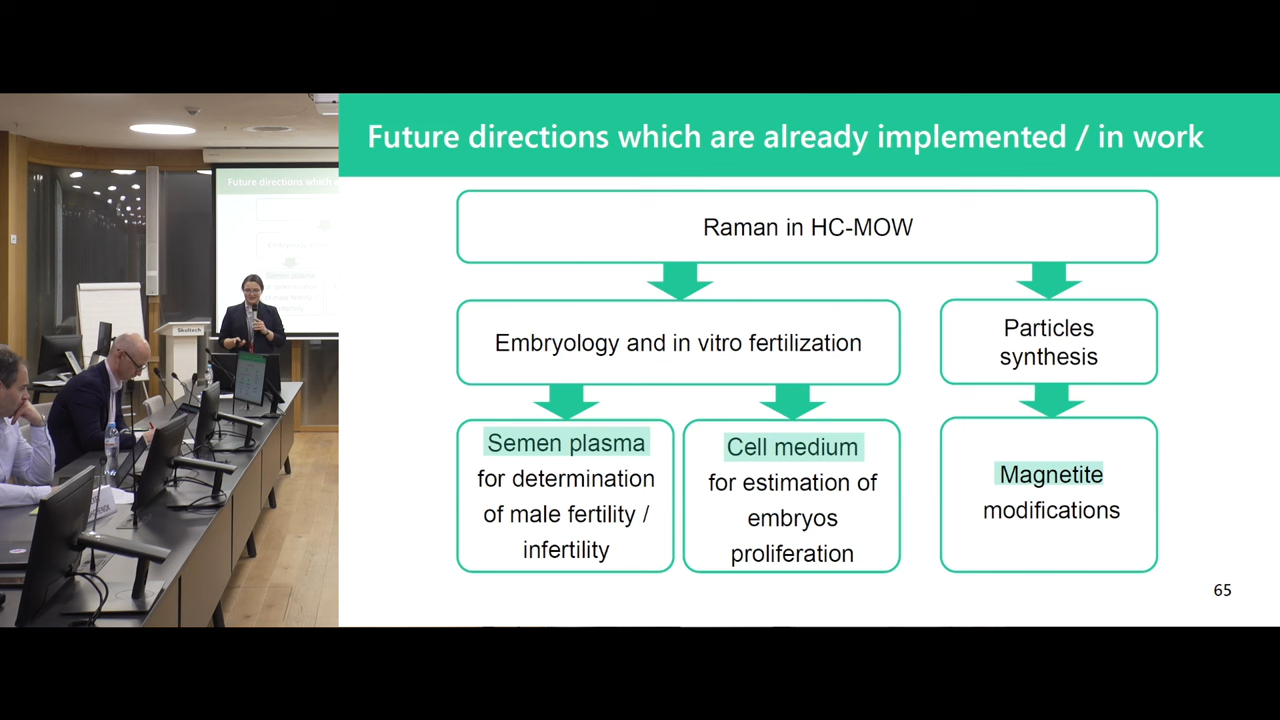 Future directions which are already implemented / in work
Raman in HC-MOW
Embryology and in vitro fertilization
Particles
synthesis
Semen plasma
for determination
of male fertility /
infertility
Cell medium
for estimation of
embryos
proliferation
Magnetite
modifications
65
Future directions which
Skoltech